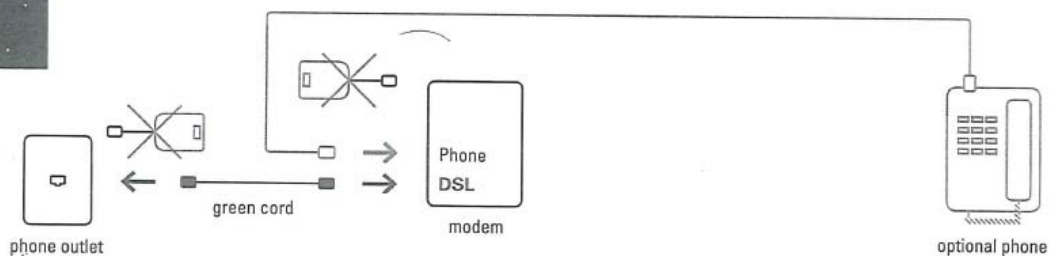 Phone
DSL
green cord
modem
phone outlet
optional phone